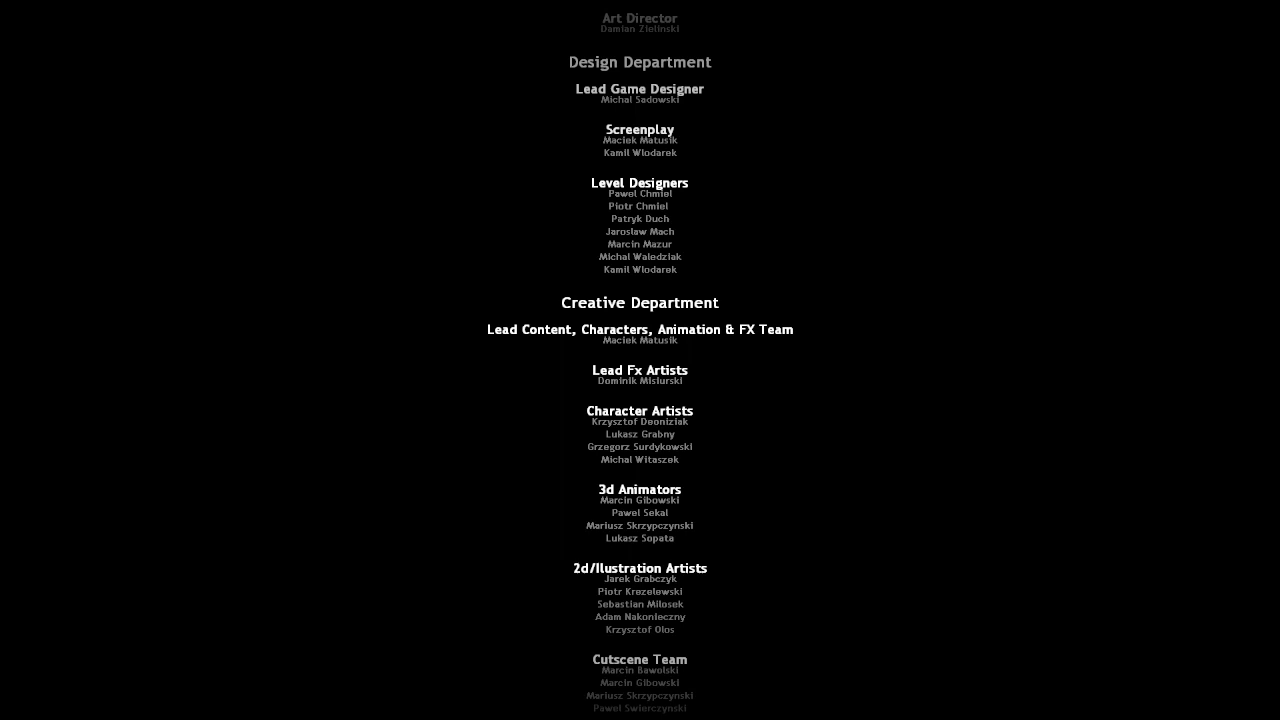 Art Director
Damian Zielinski
Design Department
Lead Game Designer
Michal Sadowski
Screenplay
Maciek Matusik
Kamil Wlodarek
Level Designers
Pawel Chmiel
Piotr Chmiel
Patryk Duch
Jaroslaw Mach
Marcin Mazur
Michal Waledziak
Kamil Wlodarek
Creative Department
Lead Content, Characters, Animation & FX Team
Maciek Matusik
Lead Fx Artists
Dominik Misiurski
Character Artists
Krzysztof Deoniziak
Lukasz Grabny
Grzegorz Surdykowski
Michal Witaszek
3d Animators
Marcin Gibowski
Pawel Sekal
Mariusz Skrzypczynski
Lukasz Sopata
2d/Ilustration Artists
Jarek Grabczyk
Piotr Krezelewski
Sebastian Milosek
Adam Nakonieczny
Krzysztof Olos
Cutscene Team
Marcin Bawolski
Marcin Gibowski
Mariusz Skrzypczynski
Pawel Swierczynski